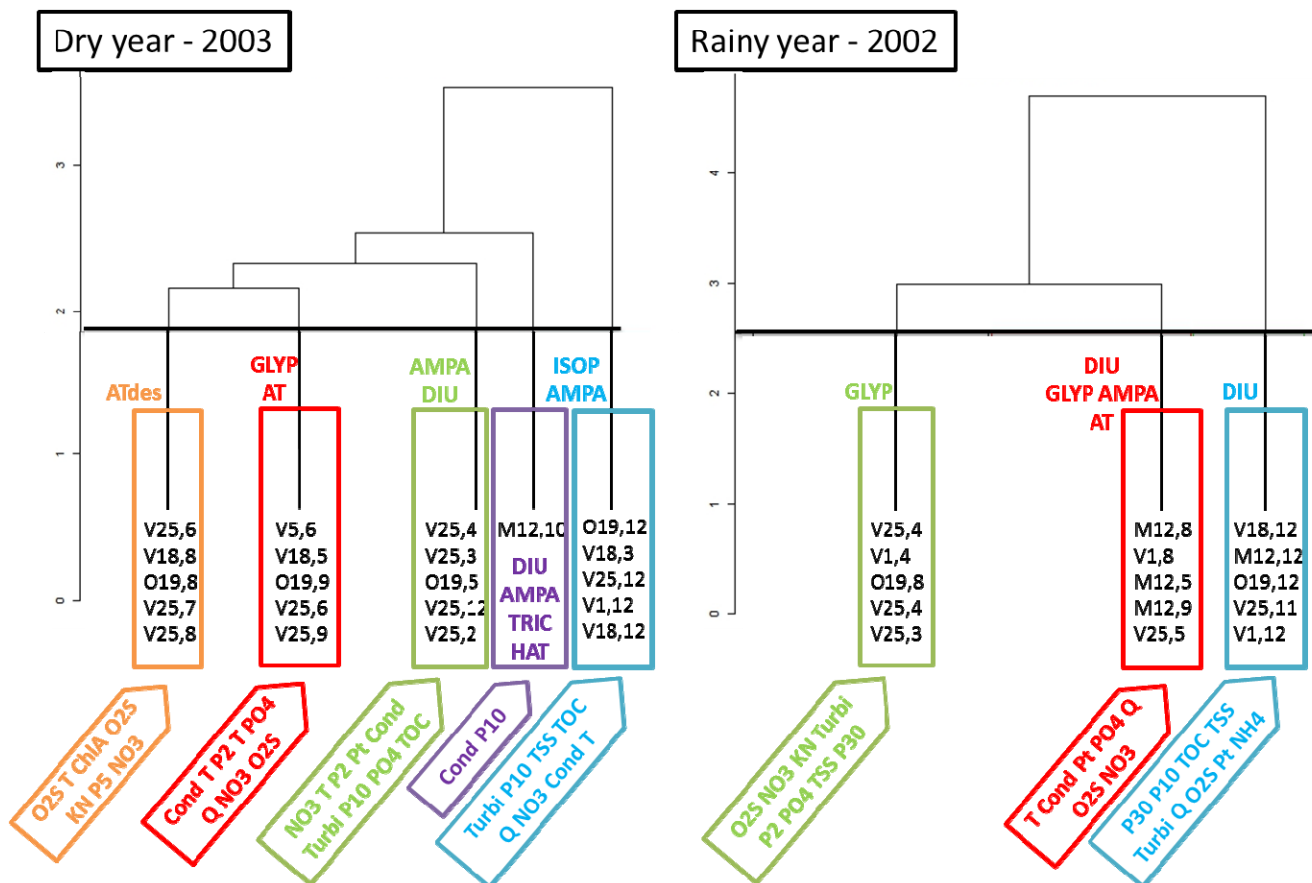 Dry year - 2003
3
2
1
0
ATdes
GLYP
AT
AMPA
DIU
ISOP
AMPA
V25,6
V18,8
O19,8
V25,7
V25,8
V5,6
V18,5
O19,9
V25,6
V25,9
V25,4
V25,3
O19,5
V25,12
V25,2
M12,10
DIU
AMPA
TRIC
HAT
O19,12
V18,3
V25,12
V1,12
V18,12
O2S T ChlA O2S
KN P5 NO3
Cond T P2 T PO4
Q NO3 O2S
NO3 T P2 Pt Cond
Turbi P10 PO4 TOC
Cond P10
Turbi P10 TSS TOC
Q NO3 Cond T
Rainy year - 2002
4
3
2
1
0
GLYP
DIU
GLYP AMPA
AT
DIU
V25,4
V1,4
O19,8
V25,4
V25,3
M12,8
V1,8
M12,5
M12,9
V25,5
V18,12
M12,12
O19,12
V25,11
V1,12
O2S NO3 KN Turbi
P2 PO4 TSS P30
T Cond Pt PO4 Q
O2S NO3
P30 P10 TOC TSS
Turbi Q O2S Pt NH4